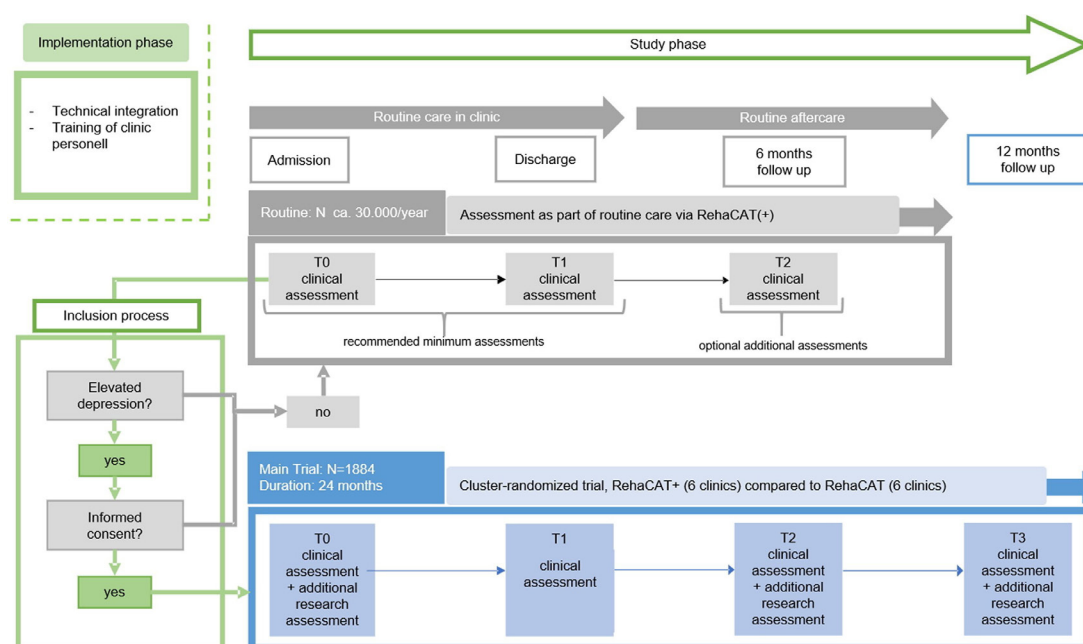 Implementation phase
- Technical integration
- Training of clinic
personell
Study phase
Routine care in clinic
Routine aftercare
Admission
Discharge
6 months
follow up
12 months
follow up
Routine: N ca. 30.000/year
Assessment as part of routine care via RehaCAT(+)
T0
clinical
assessment
T1
clinical
assessment
T2
clinical
assessment
recommended minimum assessments
optional additional assessments
Inclusion process
Elevated
depression?
no
yes
Informed
consent?
yes
Main Trial: N=1884
Duration: 24 months
Cluster-randomized trial, RehaCAT+ (6 clinics) compared to RehaCAT (6 clinics)
T0
clinical
assessment
+ additional
research
assessment
T1
clinical
assessment
T2
clinical
assessment
+ additional
research
assessment
T3
clinical
assessment
+ additional
research
assessment